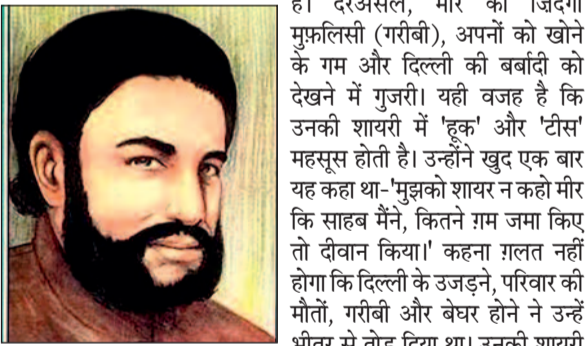 है। दरअसल, मीर की ज़िंदगी
मुफ़लिसी (गरीबी), अपनों को खोने
के गम और दिल्ली की बर्बादी को
देखने में गुजरी। यही वजह है कि
उनकी शायरी में 'हूक' और 'टीस'
महसूस होती है। उन्होंने खुद एक बार
यह कहा था-'मुझको शायर न कहो मीर
कि साहब मैंने, कितने ग़म जमा किए
तो दीवान किया।' कहना ग़लत नहीं
होगा कि दिल्ली के उजड़ने, परिवार की
मौतों, गरीबी और बेघर होने ने उन्हें
भीतर से तोड़ दिया था। उनकी शायरी